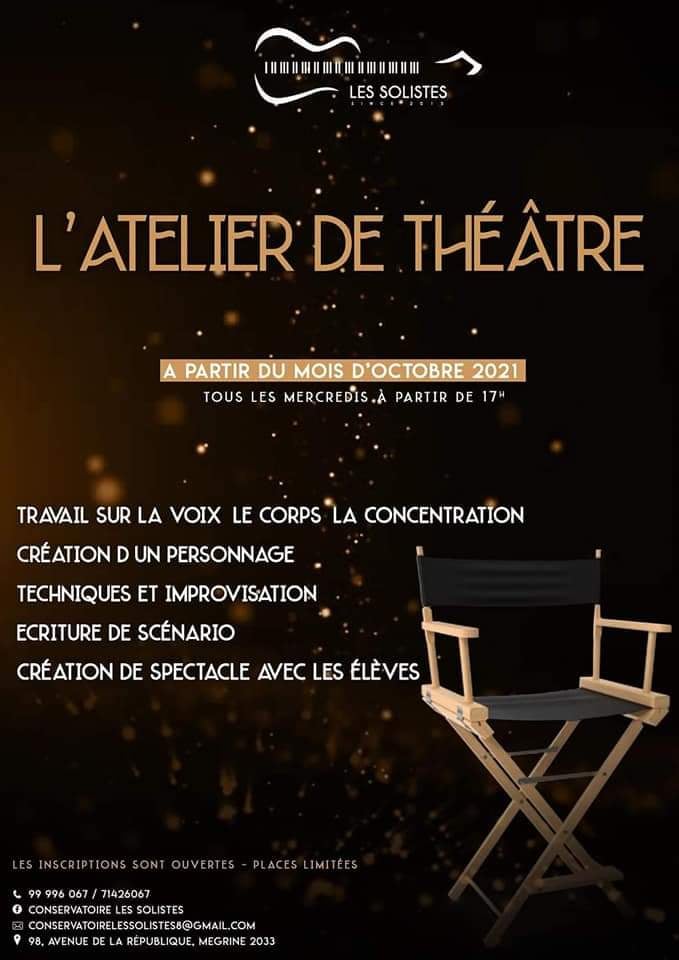 LES SOLISTES
SINCE 2013
L'ATELIER DE THÉÂTRE
A PARTIR DU MOIS D'OCTOBRE 2021
TOUS LES MERCREDIS À PARTIR DE 17H
TRAVAIL SUR LA VOIX LE CORPS LA CONCENTRATION
CRÉATION D UN PERSONNAGE
TECHNIQUES ET IMPROVISATION
ECRITURE DE SCÉNARIO
CRÉATION DE SPECTACLE AVEC LES ÉLÈVES
LES INSCRIPTIONS SONT OUVERTES - PLACES LIMITÉES
99 996 067 / 71426067
CONSERVATOIRE LES SOLISTES
CONSERVATOIRELESSOLISTES8@GMAIL.COM
98, AVENUE DE LA RÉPUBLIQUE, MEGRINE 2033